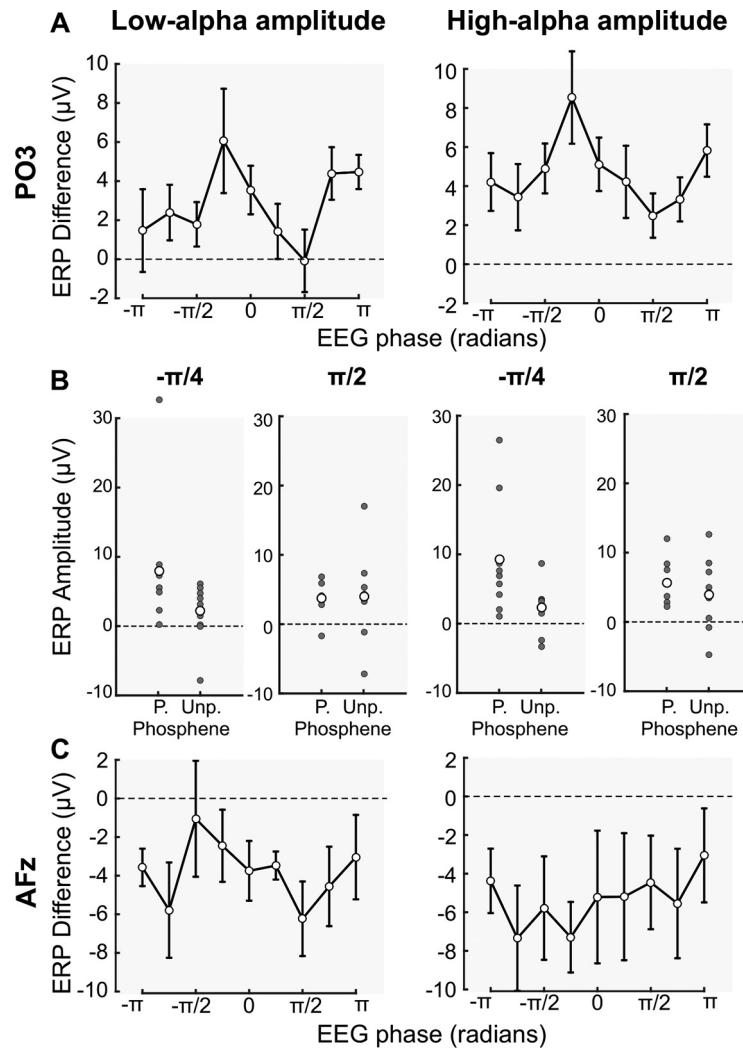 A
Low-alpha amplitude
High-alpha amplitude
PO3
ERP Difference (µV)
10
8
6
4
2
0
-2
-π
-π/2
0
π/2
π
10
8
6
4
2
0
-2
-π
-π/2
0
π/2
π
EEG phase (radians)
B
-π/4
π/2
-π/4
π/2
ERP Amplitude (µV)
30
20
10
0
-10
30
20
10
0
-10
30
20
10
0
-10
30
20
10
0
-10
P. Unp.
P. Unp.
P. Unp.
P. Unp.
Phosphene
Phosphene
Phosphene
Phosphene
C
AFz
ERP Difference (µV)
2
0
-2
-4
-6
-8
-10
-π
-π/2
0
π/2
π
2
0
-2
-4
-6
-8
-10
-π
-π/2
0
π/2
π
EEG phase (radians)